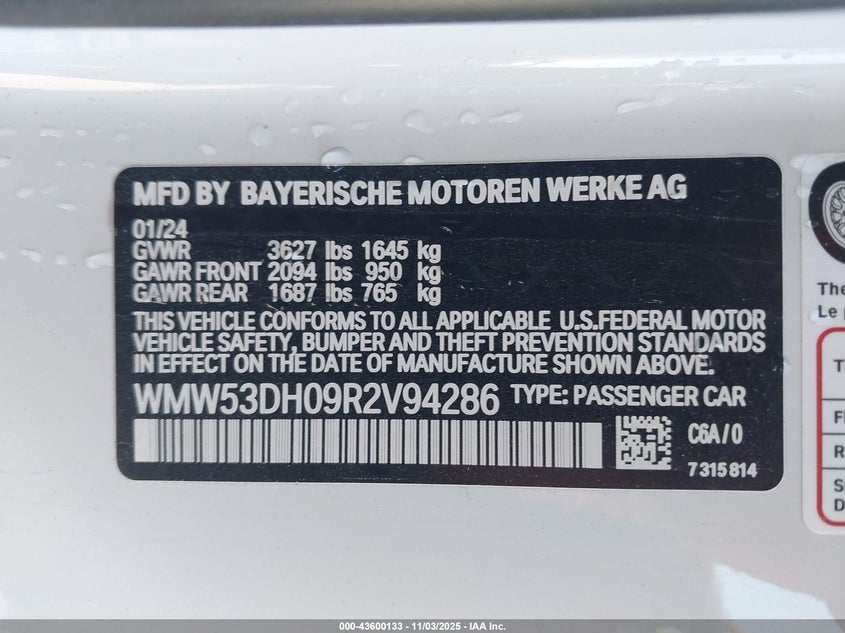 MFD BY BAYERISCHE MOTOREN WERKE AG
01/24
GVWR 3627 lbs 1645 kg
GAWR FRONT 2094 lbs 950 kg
GAWR REAR 1687 lbs 765 kg
THIS VEHICLE CONFORMS TO ALL APPLICABLE U.S.FEDERAL MOTOR
VEHICLE SAFETY, BUMPER AND THEFT PREVENTION STANDARDS
IN EFFECT ON THE DATE OF MANUFACTURE SHOWN ABOVE.
WMW53DH09R2V94286 TYPE: PASSENGER CAR
C6A/0
7315814
The
Le
000-43600133 - 11/03/2025 - IAA Inc.